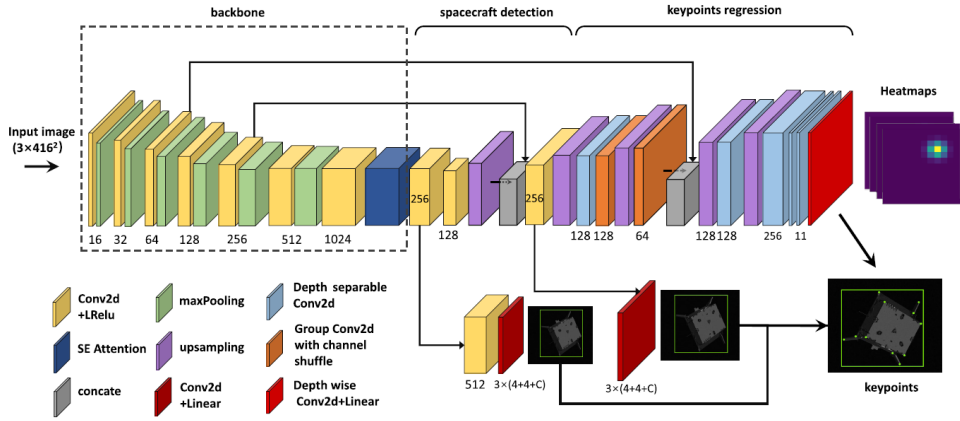 backbone
spacecraft detection
keypoints regression
Input image
(3×416²)
Heatmaps
256
256
16
32
64
128
256
512
1024
128
128
128
64
128
128
256
11
Conv2d
+LRelu
maxPooling
Depth separable
Conv2d
SE Attention
upsampling
Group Conv2d
with channel
shuffle
concate
Conv2d
+Linear
Depth wise
Conv2d+Linear
512
3×(4+4+C)
3×(4+4+C)
keypoints